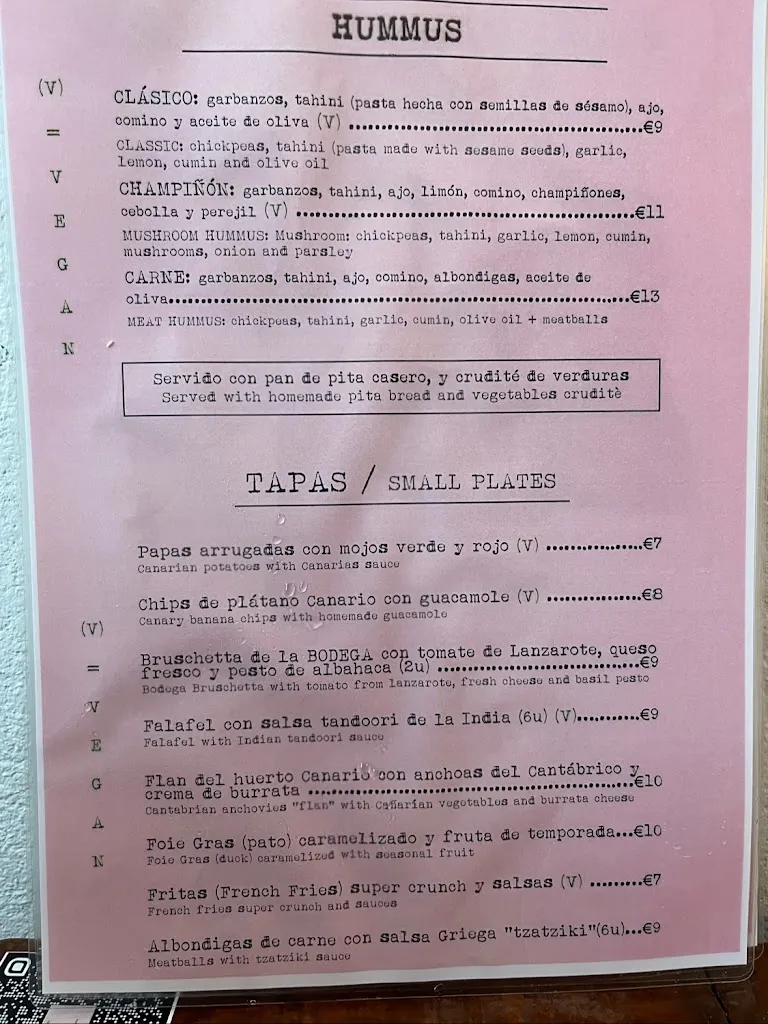 HUMMUS
(V) = VEGAN
CLÁSICO: garbanzos, tahini (pasta hecha con semillas de sésamo), ajo,
comino y aceite de oliva (V) ..........€9
CLASSIC: chickpeas, tahini (pasta made with sesame seeds), garlic,
lemon, cumin and olive oil
CHAMPIÑÓN: garbanzos, tahini, ajo, limón, comino, champiñones,
cebolla y perejil (V) ..........€11
MUSHROOM HUMMUS: Mushroom: chickpeas, tahini, garlic, lemon, cumin,
mushrooms, onion and parsley
CARNE: garbanzos, tahini, ajo, comino, albondigas, aceite de
oliva..........€13
MEAT HUMMUS: chickpeas, tahini, garlic, cumin, olive oil + meatballs
Servido con pan de pita casero, y crudité de verduras
Served with homemade pita bread and vegetables cruditè
TAPAS / SMALL PLATES
(V) = VEGAN
Papas arrugadas con mojos verde y rojo (V) ..........€7
Canarian potatoes with Canarias sauce
Chips de plátano Canario con guacamole (V) ..........€8
Canary banana chips with homemade guacamole
Bruschetta de la BODEGA con tomate de Lanzarote, queso
fresco y pesto de albahaca (2u) ..........€9
Bodega Bruschetta with tomato from lanzarote, fresh cheese and basil pesto
Falafel con salsa tandoori de la India (6u) (V)..........€9
Falafel with Indian tandoori sauce
Flan del huerto Canario con anchoas del Cantábrico y
crema de burrata ..........€10
Cantabrian anchovies "flan" with Cañarian vegetables and burrata cheese
Foie Gras (pato) caramelizado y fruta de temporada...€10
Foie Gras (duck) caramelized with seasonal fruit
Fritas (French Fries) super crunch y salsas (V) .........€7
French fries super crunch and sauces
Albondigas de carne con salsa Griega "tzatziki"(6u)...€9
Meatballs with tzatziki sauce